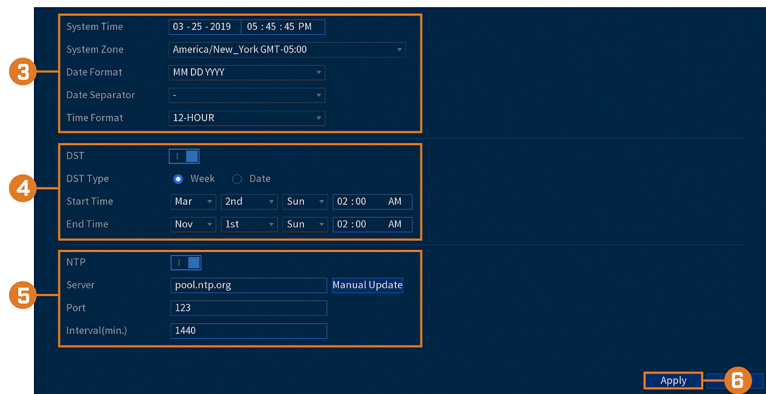 System Time 03 - 25 - 2019 05 : 45 : 45 PM
System Zone America/New_York GMT-05:00
3 Date Format MM DD YYYY
Date Separator -
Time Format 12-HOUR
DST
DST Type Week Date
4 Start Time Mar 2nd Sun 02 : 00 AM
End Time Nov 1st Sun 02 : 00 AM
NTP
5 Server pool.ntp.org Manual Update
Port 123
Interval(min.) 1440
Apply 6